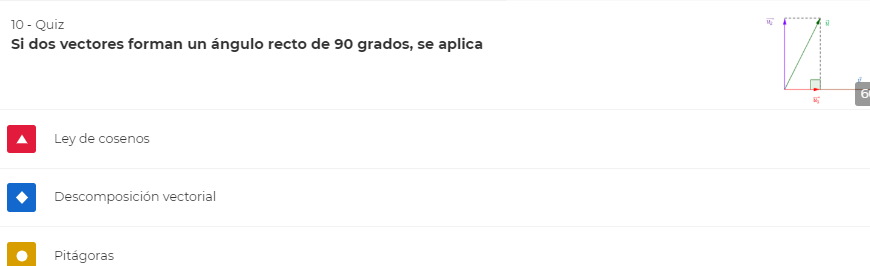 10 - Quiz
Si dos vectores forman un ángulo recto de 90 grados, se aplica
Ley de cosenos
Descomposición vectorial
Pitágoras